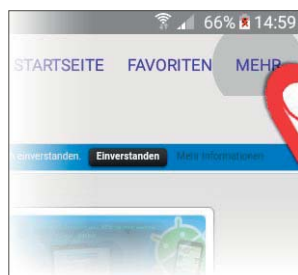 66% 14:59
STARTSEITE FAVORITEN MEHR
einverstanden. Einverstanden Mehr Informationen